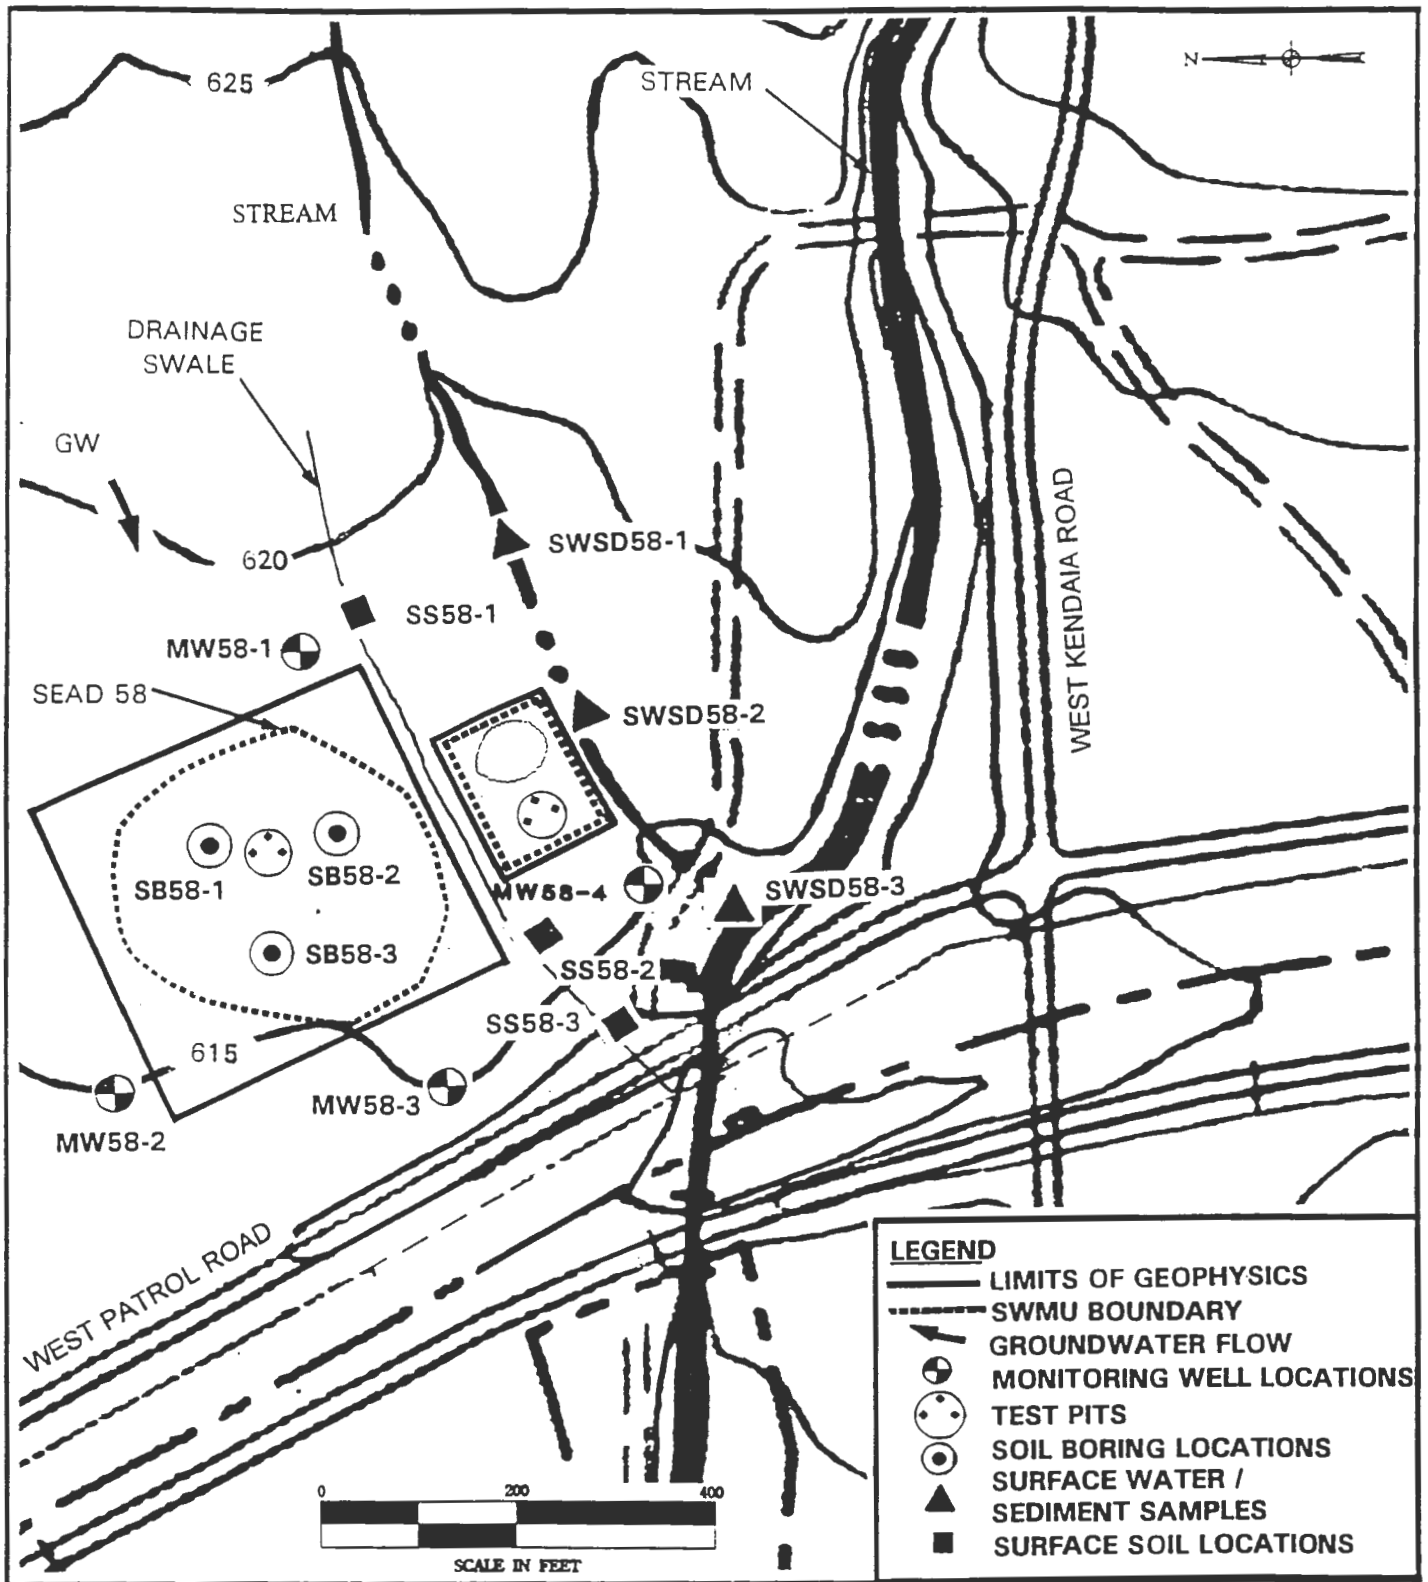 N
625
STREAM
STREAM
DRAINAGE
SWALE
GW
WEST KENDAIA ROAD
SWSD58-1
620
SS58-1
MW58-1
SEAD 58
SWSD58-2
SB58-1
SB58-2
MW58-4
SWSD58-3
SB58-3
SS58-2
SS58-3
615
MW58-3
MW58-2
WEST PATROL ROAD
LEGEND
LIMITS OF GEOPHYSICS
SWMU BOUNDARY
GROUNDWATER FLOW
MONITORING WELL LOCATIONS
TEST PITS
SOIL BORING LOCATIONS
SURFACE WATER /
SEDIMENT SAMPLES
SURFACE SOIL LOCATIONS
0 200 400
SCALE IN FEET